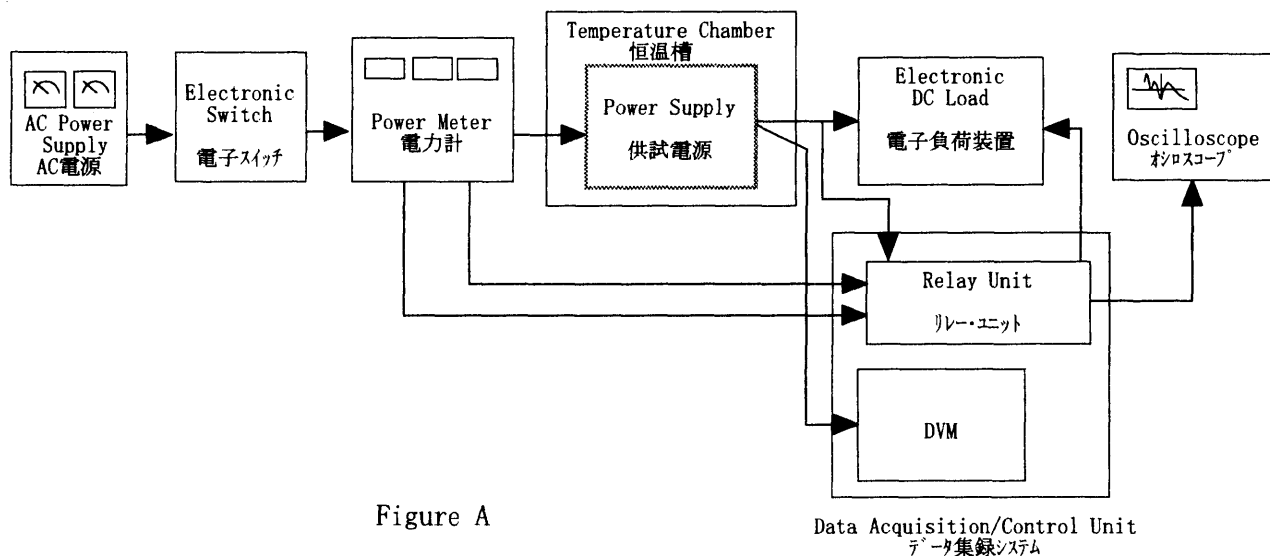 AC Power
Supply
AC電源
Electronic
Switch
電子スイッチ
Power Meter
電力計
Temperature Chamber
恒温槽
Power Supply
供試電源
Electronic
DC Load
電子負荷装置
Oscilloscope
オシロスコープ
Relay Unit
リレー・ユニット
DVM
Data Acquisition/Control Unit
データ集録システム
Figure A